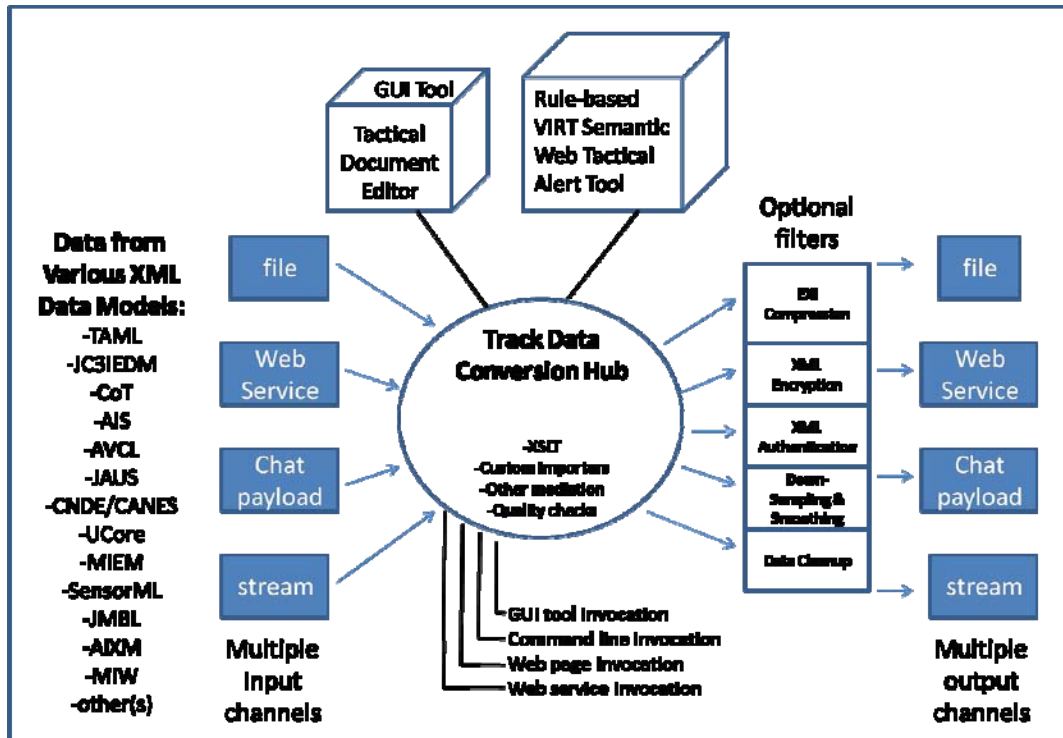 GUI Tool
Tactical
Document
Editor
Rule-based
VIRT Semantic
Web Tactical
Alert Tool
Data from
Various XML
Data Models:
-TAML
-JC3IEDM
-CoT
-AIS
-AVCL
-JAUS
-CNDE/CANES
-UCore
-MIEM
-SensorML
-JMBL
-AIXM
-MIW
-other(s)
file
Web
Service
Chat
payload
stream
Multiple
input
channels
Track Data
Conversion Hub
-XSLT
-Custom importers
-Other mediation
-Quality checks
GUI tool invocation
Command line invocation
Web page invocation
Web service invocation
Optional
filters
EXI
Compression
XML
Encryption
XML
Authentication
Down-
Sampling &
Smoothing
Data Cleanup
file
Web
Service
Chat
payload
stream
Multiple
output
channels